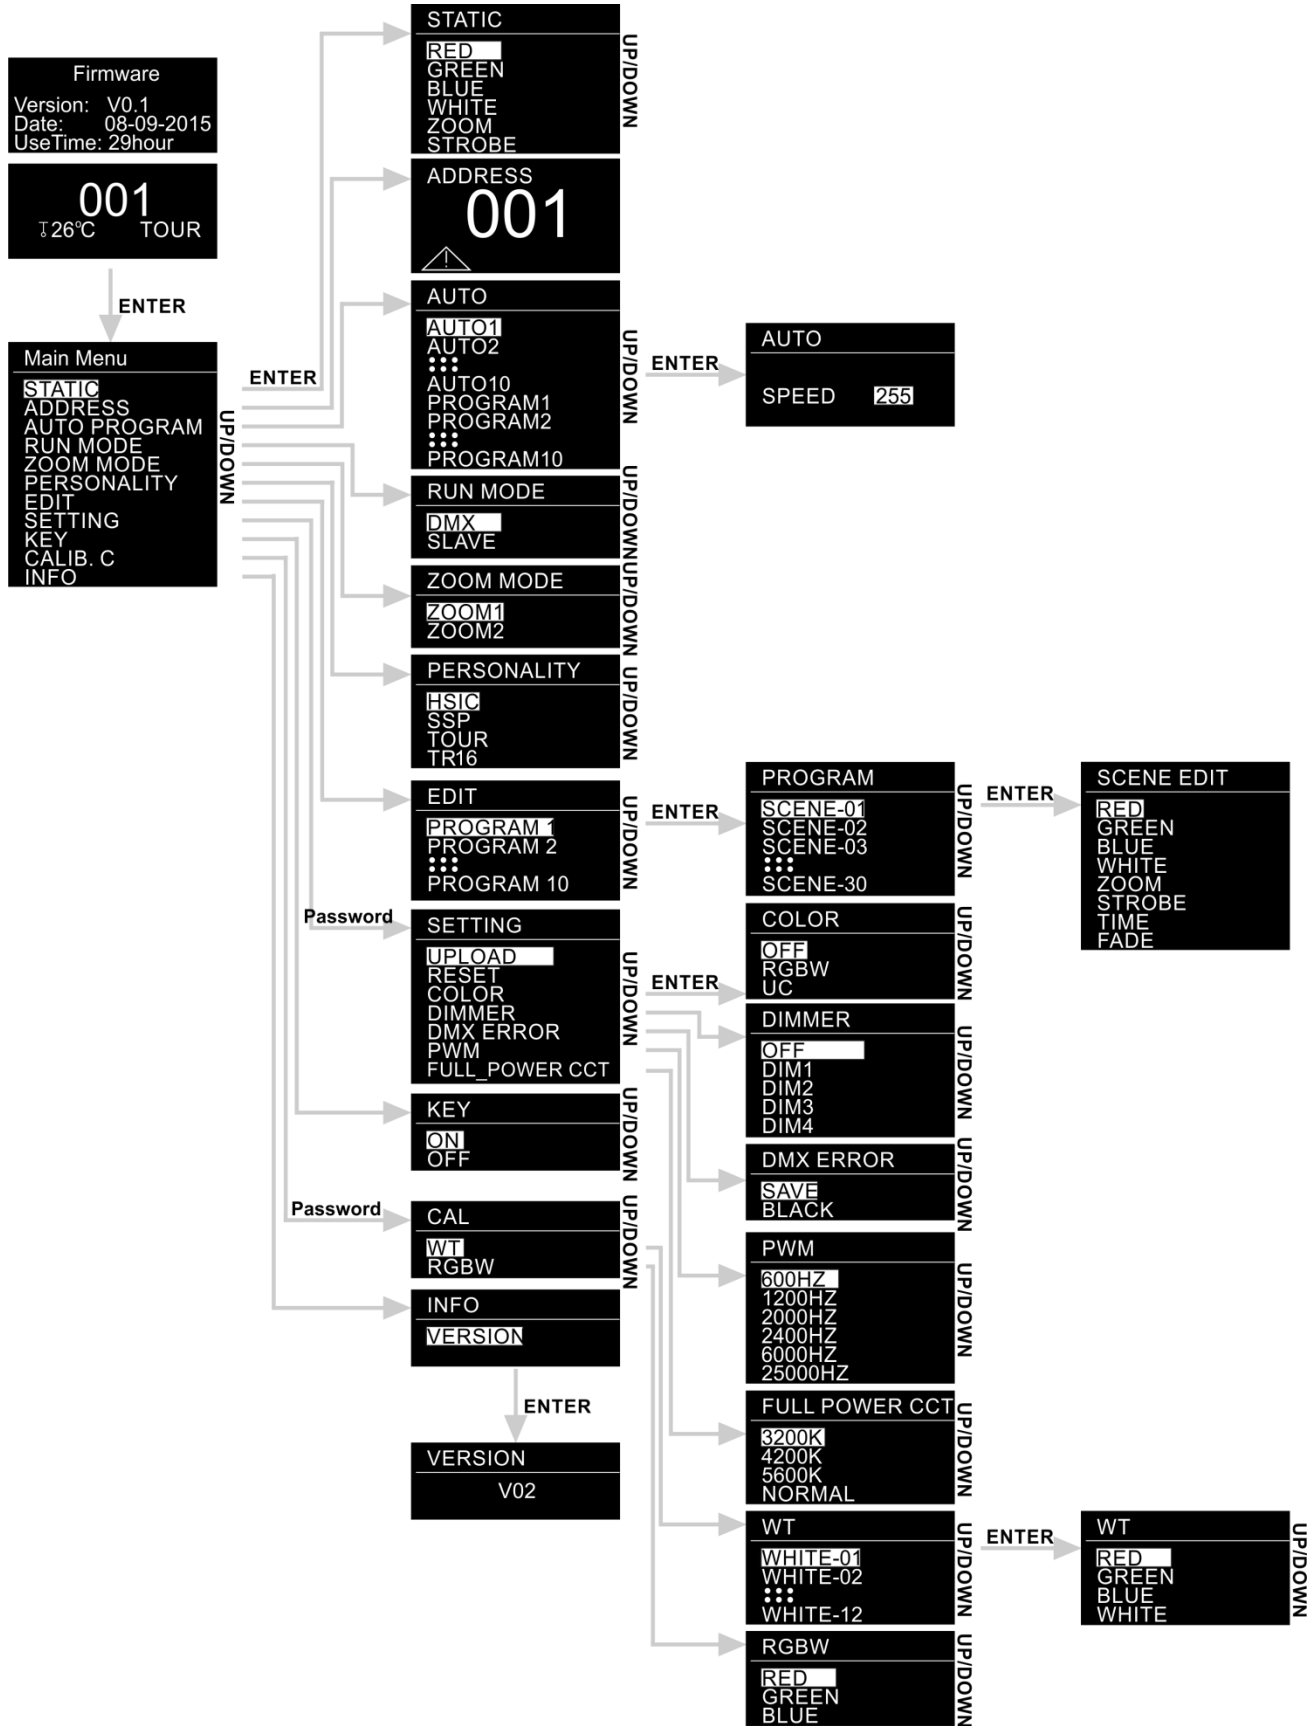 Firmware
Version: V0.1
Date: 08-09-2015
UseTime: 29hour
001
26°C TOUR
ENTER
Main Menu
STATIC
ADDRESS
AUTO PROGRAM
RUN MODE
ZOOM MODE
PERSONALITY
EDIT
SETTING
KEY
CALIB. C
INFO
UP/DOWN
ENTER
STATIC
RED
GREEN
BLUE
WHITE
ZOOM
STROBE
UP/DOWN
ADDRESS
001
!
AUTO
AUTO1
AUTO2
AUTO10
PROGRAM1
PROGRAM2
PROGRAM10
UP/DOWN
ENTER
AUTO
SPEED 255
RUN MODE
DMX
SLAVE
UP/DOWN
ZOOM MODE
ZOOM1
ZOOM2
UP/DOWN
PERSONALITY
HSIC
SSP
TOUR
TR16
UP/DOWN
EDIT
PROGRAM 1
PROGRAM 2
PROGRAM 10
UP/DOWN
ENTER
PROGRAM
SCENE-01
SCENE-02
SCENE-03
SCENE-30
UP/DOWN
ENTER
SCENE EDIT
RED
GREEN
BLUE
WHITE
ZOOM
STROBE
TIME
FADE
Password
SETTING
UPLOAD
RESET
COLOR
DIMMER
DMX ERROR
PWM
FULL_POWER CCT
UP/DOWN
ENTER
COLOR
OFF
RGBW
UC
UP/DOWN
DIMMER
OFF
DIM1
DIM2
DIM3
DIM4
UP/DOWN
DMX ERROR
SAVE
BLACK
UP/DOWN
PWM
600HZ
1200HZ
2000HZ
2400HZ
6000HZ
25000HZ
UP/DOWN
FULL POWER CCT
3200K
4200K
5600K
NORMAL
UP/DOWN
KEY
ON
OFF
UP/DOWN
Password
CAL
WT
RGBW
UP/DOWN
WT
WHITE-01
WHITE-02
WHITE-12
UP/DOWN
ENTER
WT
RED
GREEN
BLUE
WHITE
UP/DOWN
RGBW
RED
GREEN
BLUE
UP/DOWN
INFO
VERSION
ENTER
VERSION
V02